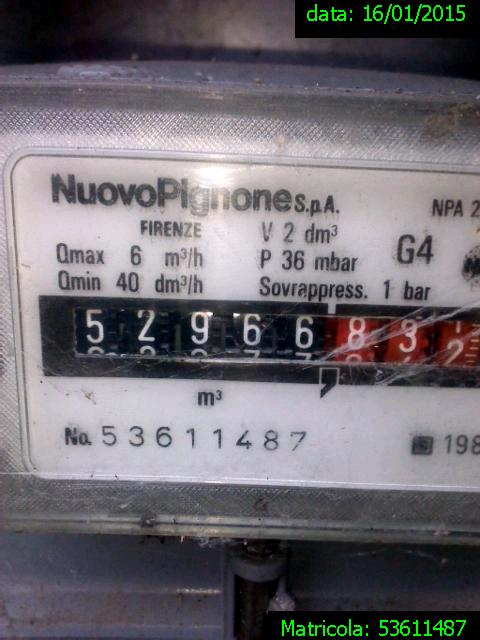 data: 16/01/2015
NuovoPignone S.p.A.
NPA 2
FIRENZE
V 2 dm³
G4
Qmax 6 m³/h
P 36 mbar
Qmin 40 dm³/h
Sovrappress. 1 bar
5 2 9 6 6 8 3
,
m³
No. 53611487
198
Matricola: 53611487